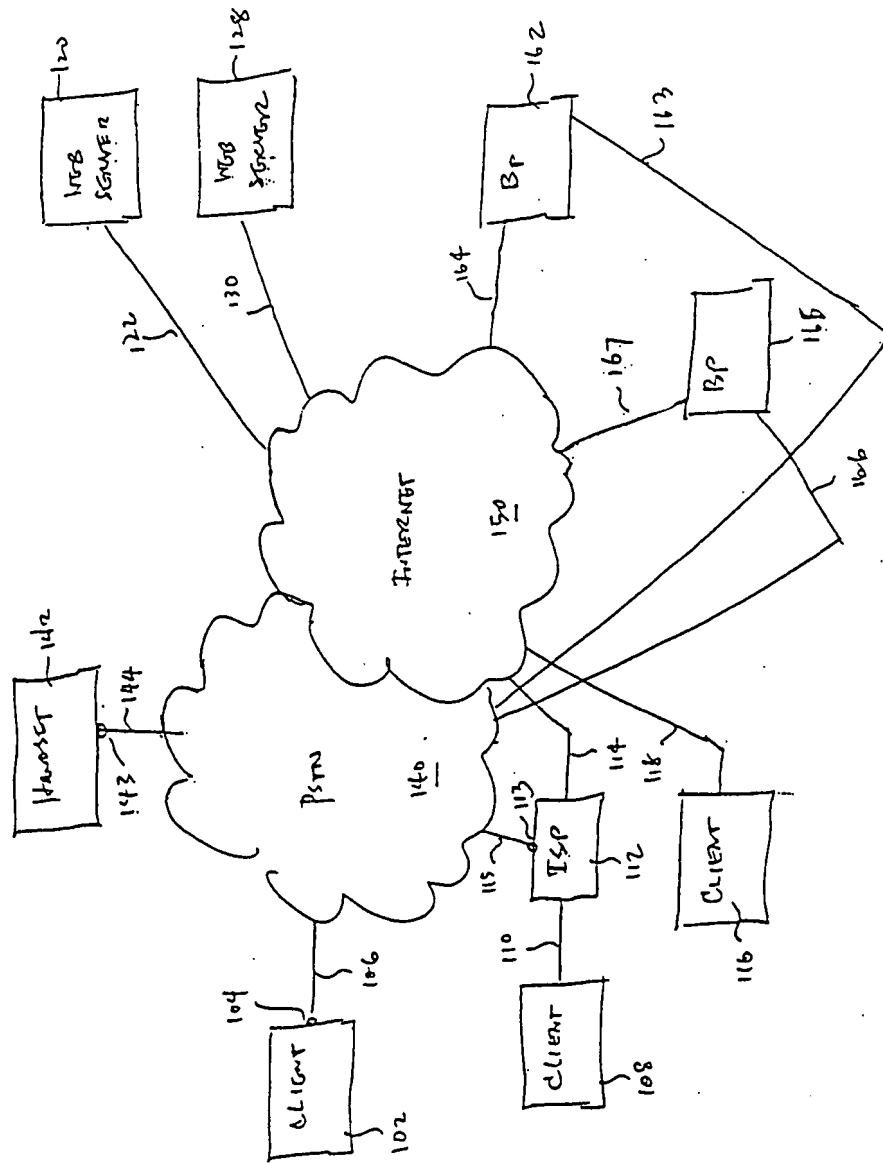 HANDSET
142
143
144
WEB
SERVER
120
122
WEB
SERVER
128
130
CLIENT
102
104
106
PSTN
140
INTERNET
150
BP
162
163
164
BP
165
166
167
ISP
112
113
115
114
110
CLIENT
108
CLIENT
116
118